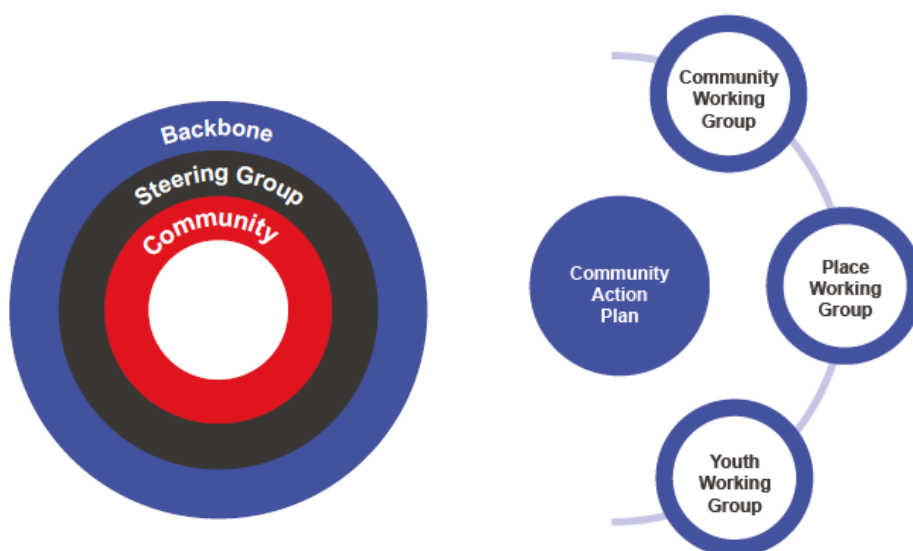 Backbone
Steering Group
Community
Community
Working
Group
Community
Action
Plan
Place
Working
Group
Youth
Working
Group